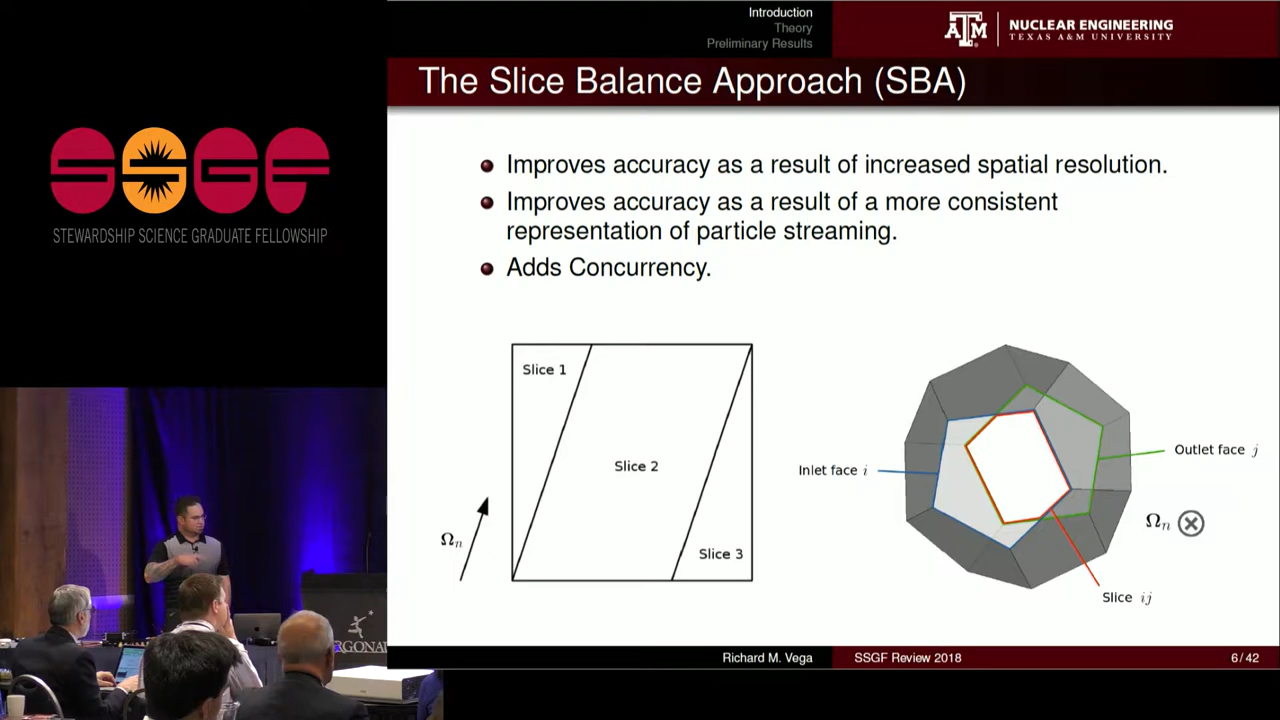 Introduction
Theory
Preliminary Results
ĀM NUCLEAR ENGINEERING
TEXAS A&M UNIVERSITY
The Slice Balance Approach (SBA)
SSGF
STEWARDSHIP SCIENCE GRADUATE FELLOWSHIP
Improves accuracy as a result of increased spatial resolution.
Improves accuracy as a result of a more consistent
representation of particle streaming.
Adds Concurrency.
Slice 1
Slice 2
Slice 3
Ωn
Inlet face i
Outlet face j
Ωn
Slice ij
RGONA
Richard M. Vega
SSGF Review 2018
6/42